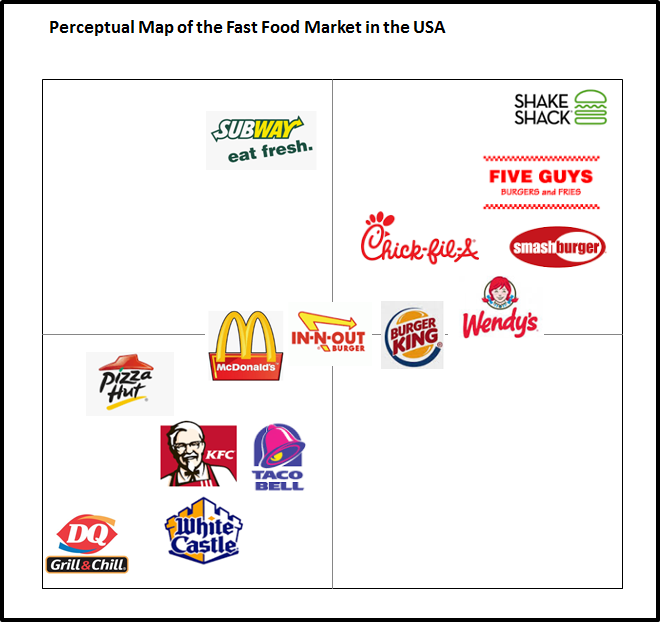 Perceptual Map of the Fast Food Market in the USA
SHAKE
SHACK
SUBWAY
eat fresh.
FIVE GUYS
BURGERS and FRIES
Chick-fil-A
smashburger
Wendy's
McDonald's
IN-N-OUT
BURGER
BURGER
KING
Pizza
Hut
KFC
TACO
BELL
DQ
Grill & Chill
White
Castle